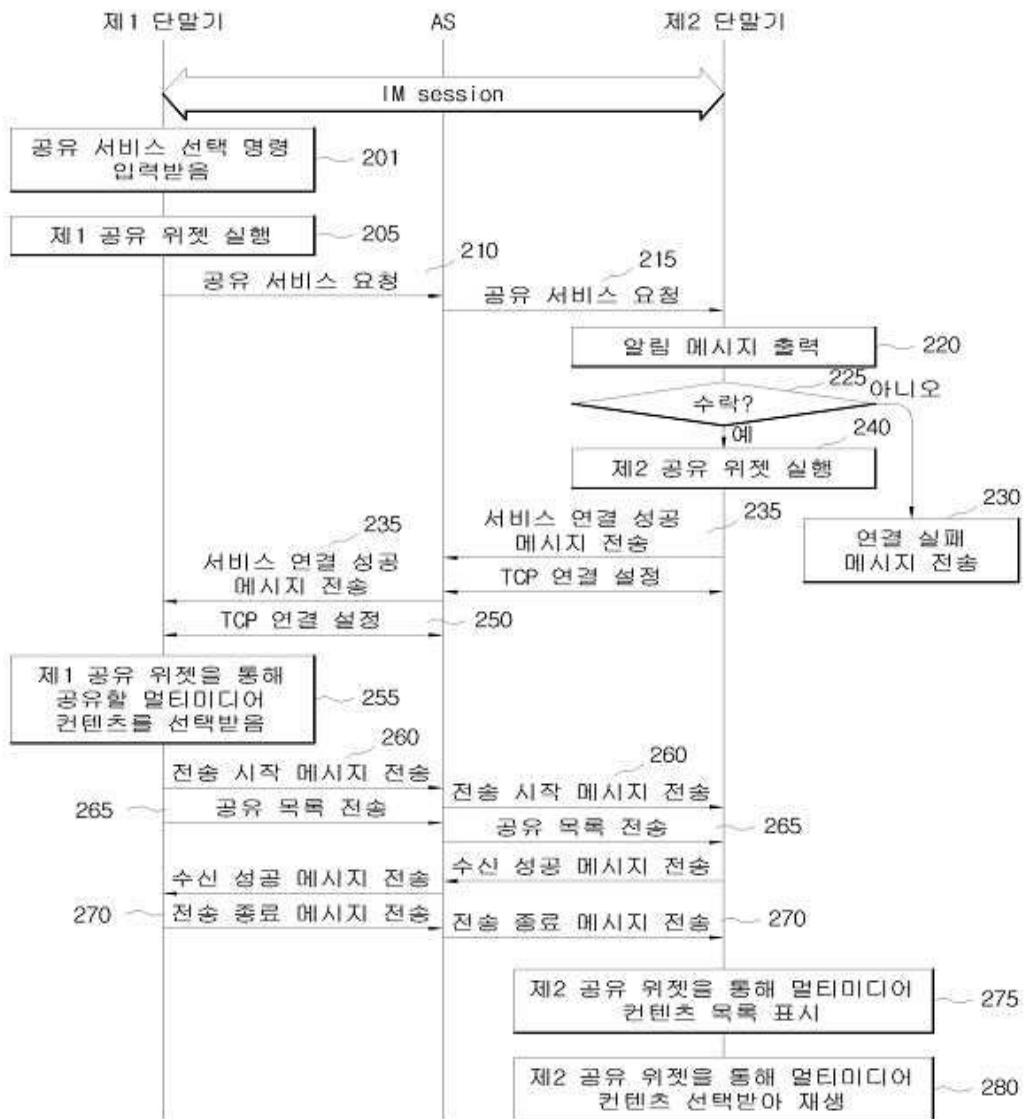 제1 단말기
AS
제2 단말기
IM session
공유 서비스 선택 명령
입력받음
201
제1 공유 위젯 실행
205
210
공유 서비스 요청
215
공유 서비스 요청
알림 메시지 출력
220
225
아니오
수락?
예
240
제2 공유 위젯 실행
230
연결 실패
메시지 전송
서비스 연결 성공
메시지 전송
235
235
서비스 연결 성공
메시지 전송
TCP 연결 설정
TCP 연결 설정
250
제1 공유 위젯을 통해
공유할 멀티미디어
컨텐츠를 선택받음
255
260
전송 시작 메시지 전송
260
전송 시작 메시지 전송
265
공유 목록 전송
공유 목록 전송
265
수신 성공 메시지 전송
수신 성공 메시지 전송
270
전송 종료 메시지 전송
전송 종료 메시지 전송
270
제2 공유 위젯을 통해 멀티미디어
컨텐츠 목록 표시
275
제2 공유 위젯을 통해 멀티미디어
컨텐츠 선택받아 재생
280